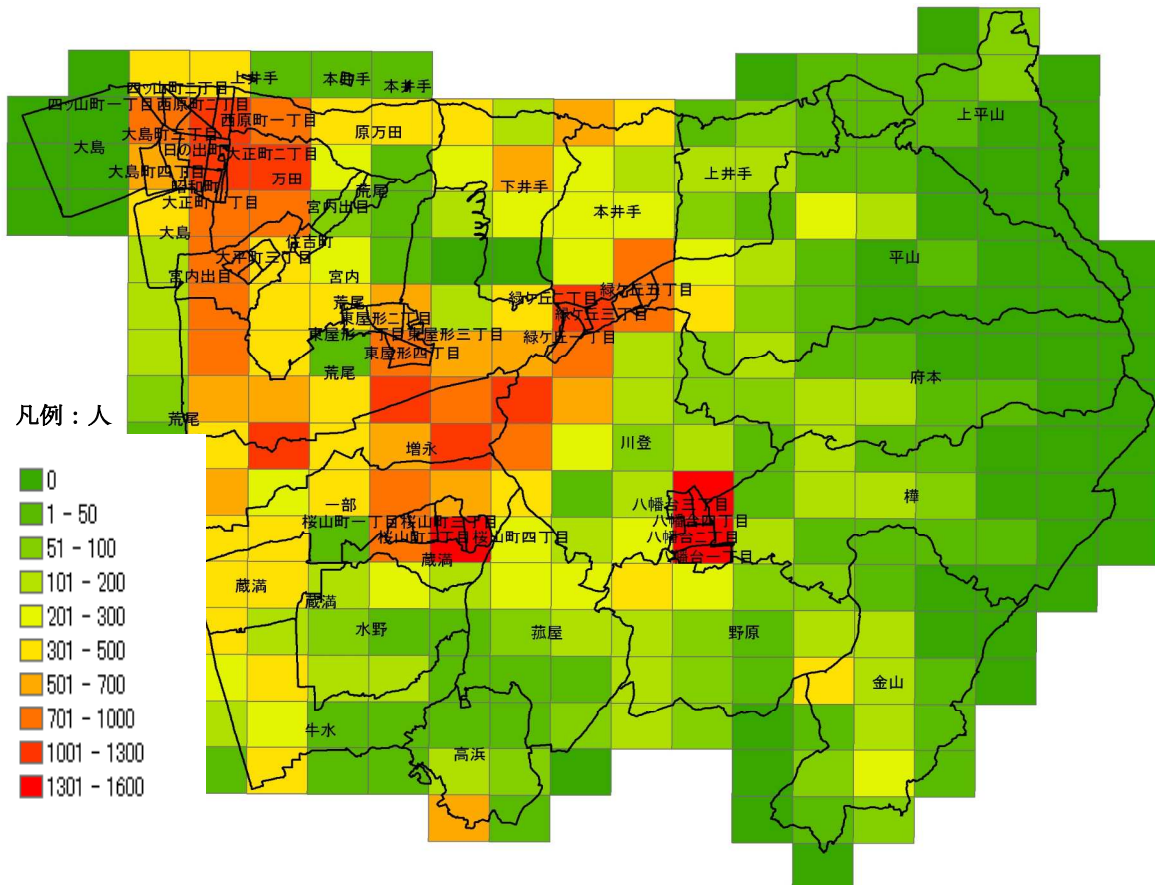 上井手
本井手
本井手
四ッ山町二丁目
四ッ山町一丁目
西原町二丁目
西原町一丁目
大島町三丁目
日の出町
大島
大正町二丁目
大島町四丁目
昭和町
万田
大正町一丁目
大島
原万田
荒尾
宮内出目
住吉町
大平町三丁目
宮内出目
宮内
下井手
本井手
上井手
上平山
平山
緑ケ丘五丁目
緑ケ丘二丁目
緑ケ丘三丁目
緑ケ丘一丁目
荒尾
東屋形二丁目
東屋形一丁目
東屋形三丁目
東屋形四丁目
荒尾
府本
荒尾
増永
川登
一部
桜山町一丁目
桜山町三丁目
桜山町二丁目
桜山町四丁目
蔵満
八幡台三丁目
八幡台四丁目
八幡台二丁目
幡台一丁目
樺
蔵満
蔵満
水野
菰屋
野原
金山
牛水
高浜
凡例：人
0
1 - 50
51 - 100
101 - 200
201 - 300
301 - 500
501 - 700
701 - 1000
1001 - 1300
1301 - 1600